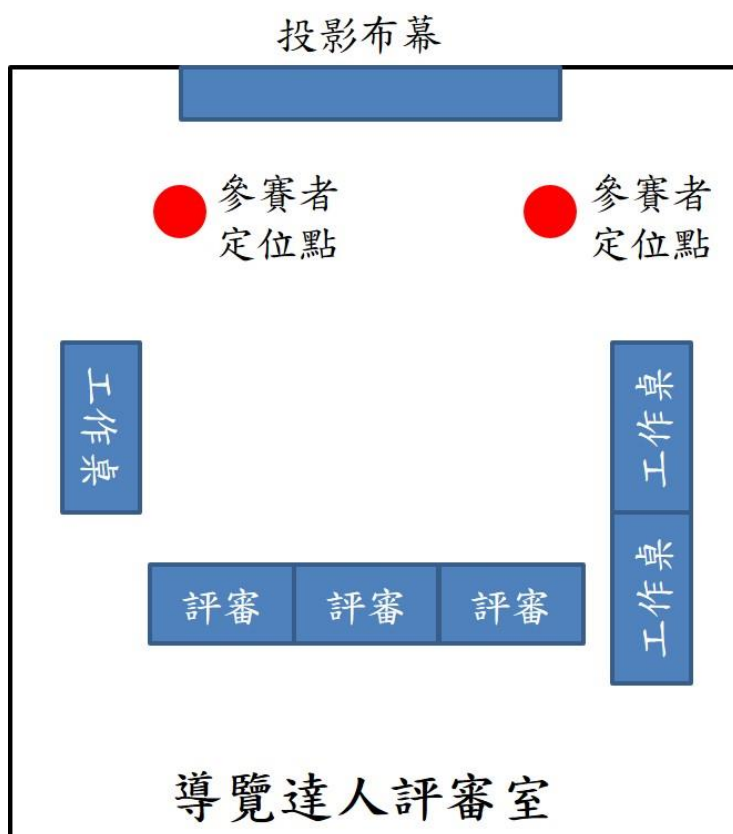 投影布幕
參賽者
定位點
參賽者
定位點
工作桌
工作桌
工作桌
評審
評審
評審
導覽達人評審室